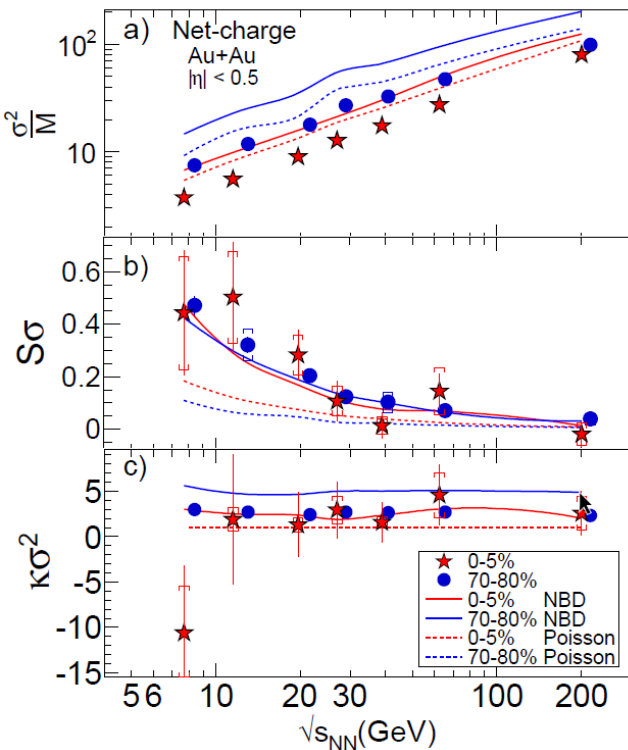 a) Net-charge
Au+Au
|η| < 0.5
10²
10
σ²/M
b)
0.6
0.4
0.2
0
Sσ
c)
5
0
-5
-10
-15
κσ²
0-5%
70-80%
0-5% NBD
70-80% NBD
0-5% Poisson
70-80% Poisson
5 6 10 20 30 100 200
√sNN(GeV)